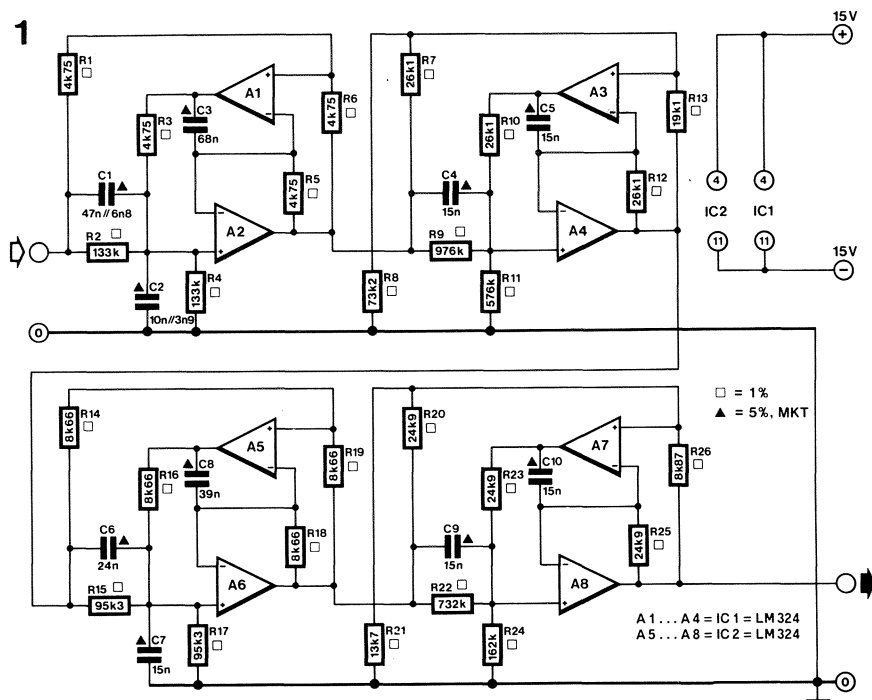 1
R1
4k75
R3
4k75
C3
68n
A1
R6
4k75
R5
4k75
C1
47n//6n8
R2
133k
A2
R4
133k
C2
10n//3n9
R7
26k1
R10
26k1
C5
15n
A3
R13
19k1
R12
26k1
C4
15n
R9
976k
A4
R8
73k2
R11
576k
15V
+
4
4
IC2
IC1
11
11
15V
−
0
R14
8k66
R16
8k66
C8
39n
A5
R19
8k66
R18
8k66
C6
24n
R15
95k3
A6
R17
95k3
C7
15n
R20
24k9
R23
24k9
C10
15n
A7
R26
8k87
R25
24k9
C9
15n
R22
732k
A8
R21
13k7
R24
162k
□ = 1%
▲ = 5%, MKT
A1...A4 = IC1 = LM324
A5...A8 = IC2 = LM324
0